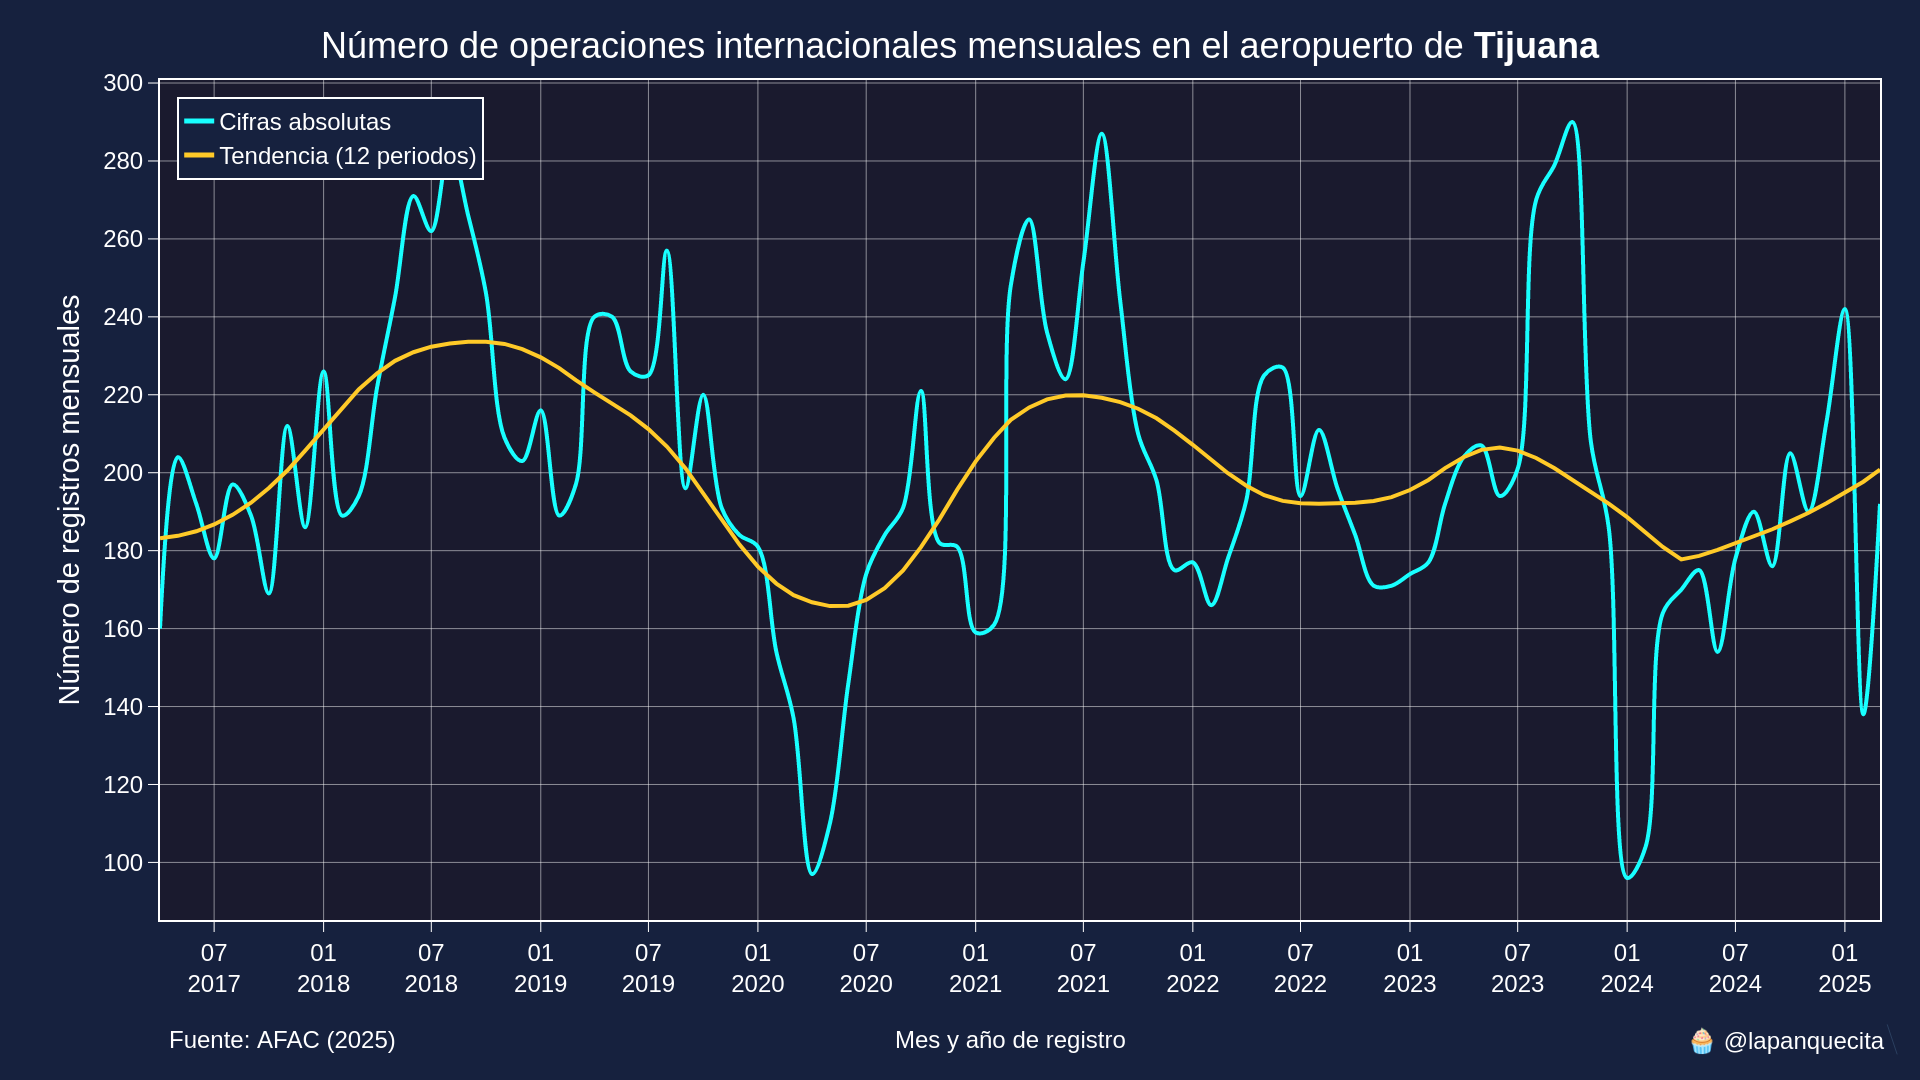 Número de operaciones internacionales mensuales en el aeropuerto de Tijuana
Número de registros mensuales
300
280
260
240
220
200
180
160
140
120
100
Cifras absolutas
Tendencia (12 periodos)
07 01 07 01 07 01 07 01 07 01 07 01 07 01 07 01
2017 2018 2018 2019 2019 2020 2020 2021 2021 2022 2022 2023 2023 2024 2024 2025
Fuente: AFAC (2025)
Mes y año de registro
🧁 @lapanquecita